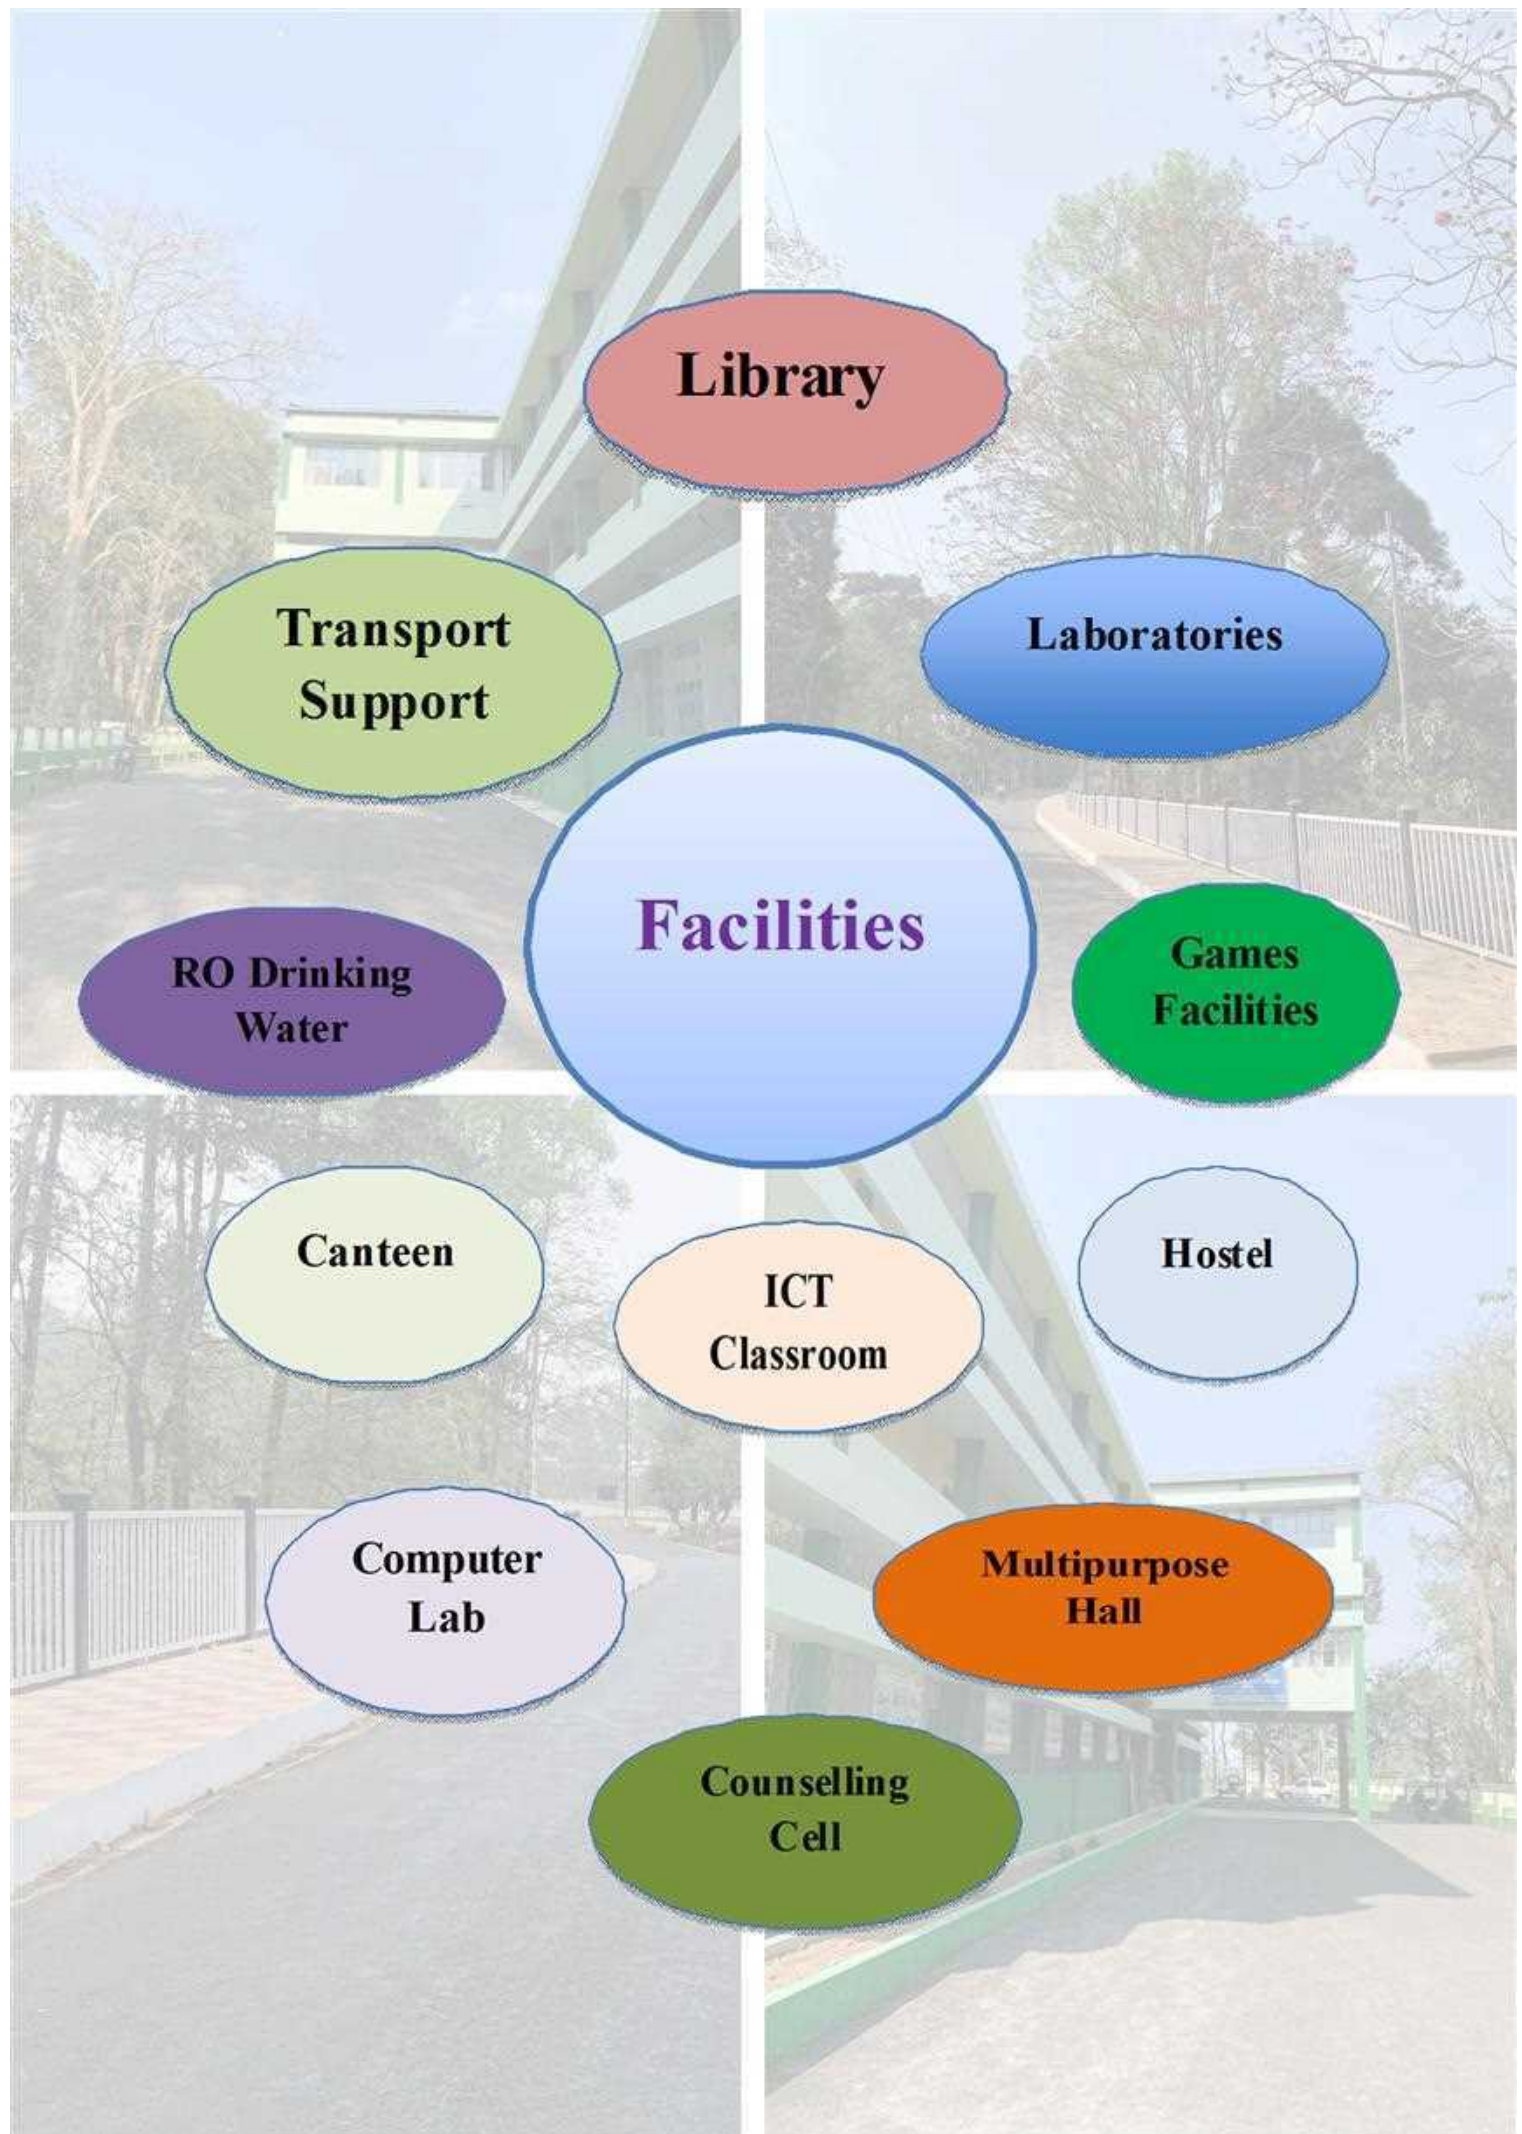 Library
Transport
Support
Laboratories
Facilities
RO Drinking
Water
Games
Facilities
Canteen
ICT
Classroom
Hostel
Computer
Lab
Multipurpose
Hall
Counselling
Cell